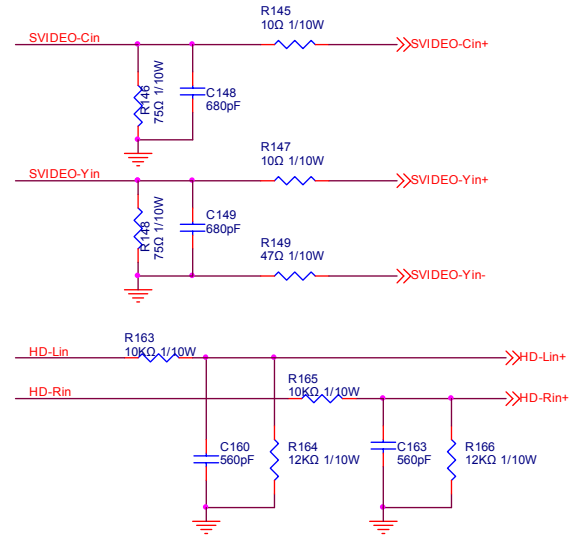 R145
10Ω 1/10W
SVIDEO-Cin
SVIDEO-Cin+
R146
75Ω 1/10W
C148
680pF
R147
10Ω 1/10W
SVIDEO-Yin
SVIDEO-Yin+
R148
75Ω 1/10W
C149
680pF
R149
47Ω 1/10W
SVIDEO-Yin-
R163
10KΩ 1/10W
HD-Lin
HD-Lin+
R165
10KΩ 1/10W
HD-Rin
HD-Rin+
C160
560pF
R164
12KΩ 1/10W
C163
560pF
R166
12KΩ 1/10W